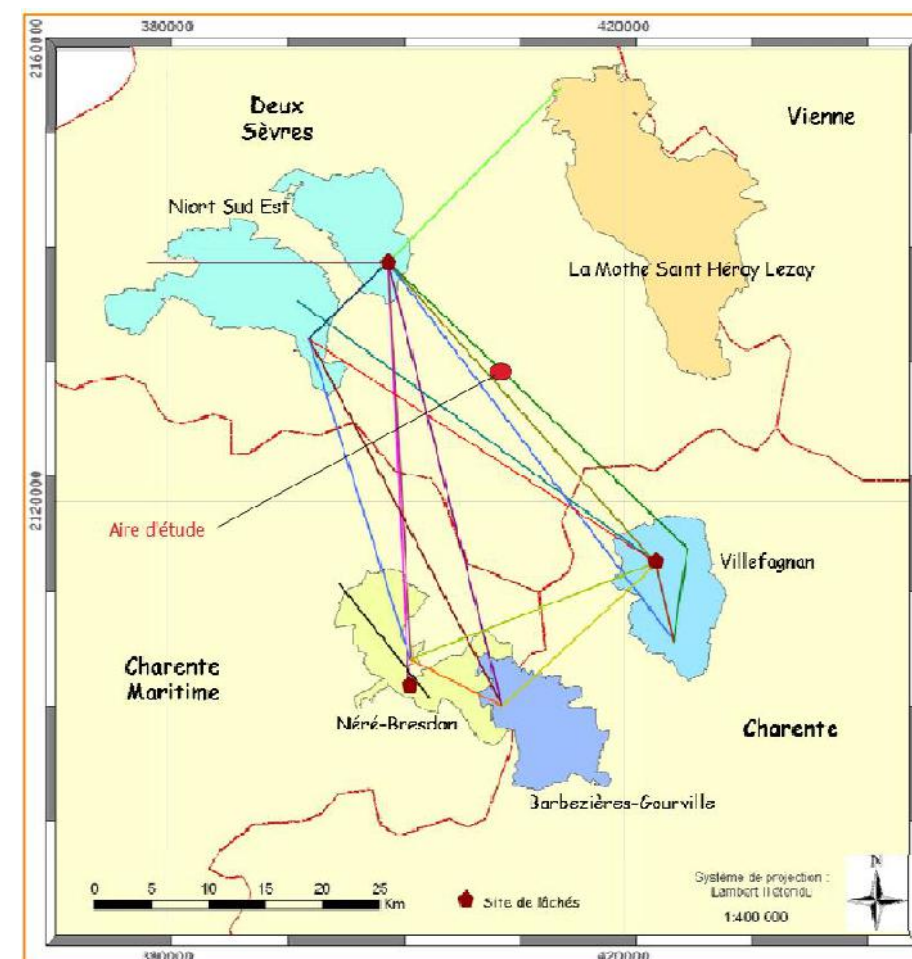 380000
420000
2160000
Deux
Sèvres
Vienne
Niort Sud Est
La Mothe Saint Héray Lezay
2120000
Aire d'étude
Villefagnan
Charente
Maritime
Néré-Bresdon
Charente
Barbezières-Gourville
0 5 10 15 20 25
Km
Site de lâchés
Système de projection :
Lambert II étendu
1:400 000
N
380000
420000